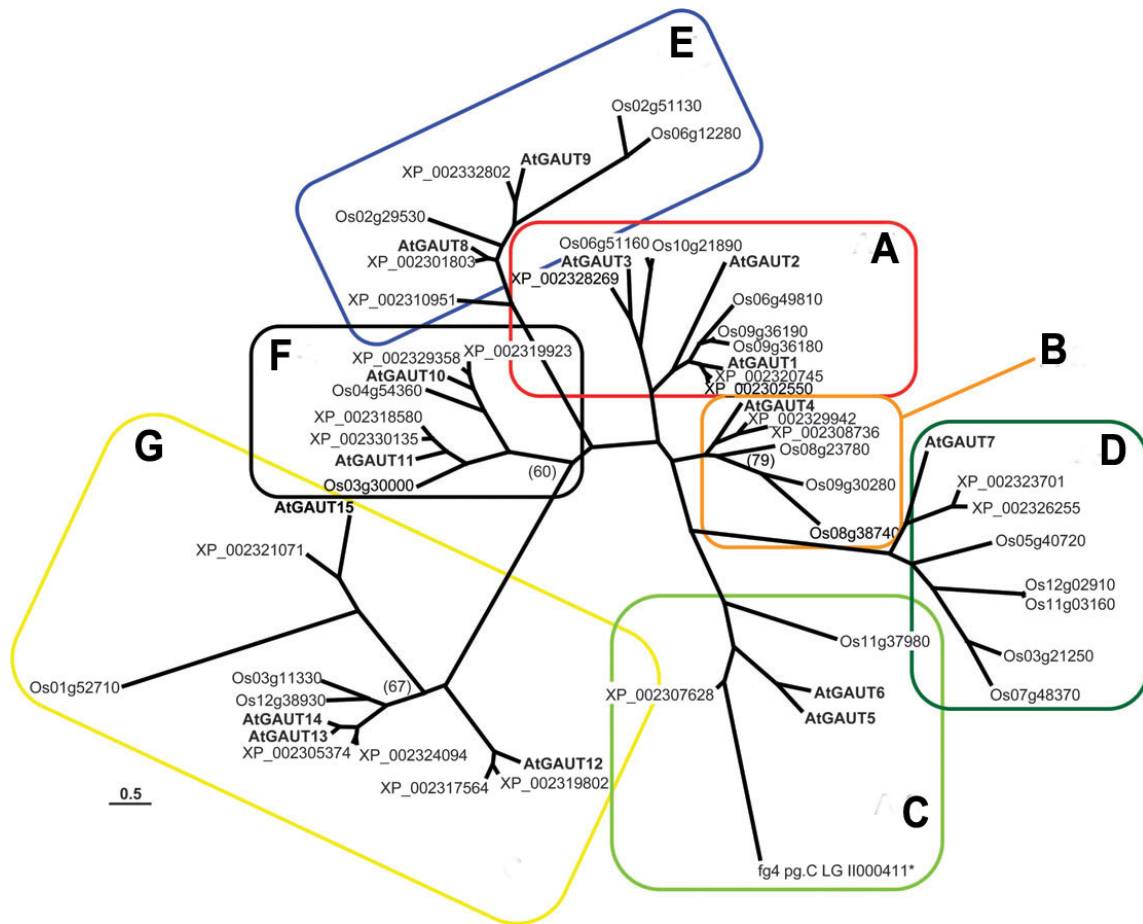 E
Os02g51130
Os06g12280
AtGAUT9
XP_002332802
Os02g29530
AtGAUT8
XP_002301803
XP_002310951
A
Os06g51160
Os10g21890
AtGAUT3
AtGAUT2
XP_002328269
Os06g49810
Os09g36190
Os09g36180
AtGAUT1
XP_002320745
XP_002302550
F
XP_002319923
XP_002329358
AtGAUT10
Os04g54360
XP_002318580
XP_002330135
AtGAUT11
Os03g30000
(60)
B
AtGAUT4
XP_002329942
XP_002308736
Os08g23780
(79)
Os09g30280
Os08g38740
D
AtGAUT7
XP_002323701
XP_002326255
Os05g40720
Os12g02910
Os11g03160
Os03g21250
Os07g48370
G
AtGAUT15
XP_002321071
Os01g52710
Os03g11330
(67)
Os12g38930
AtGAUT14
AtGAUT13
XP_002305374
XP_002324094
AtGAUT12
XP_002317564
XP_002319802
Os11g37980
XP_002307628
AtGAUT6
AtGAUT5
C
fg4 pg.C LG II000411*
0.5